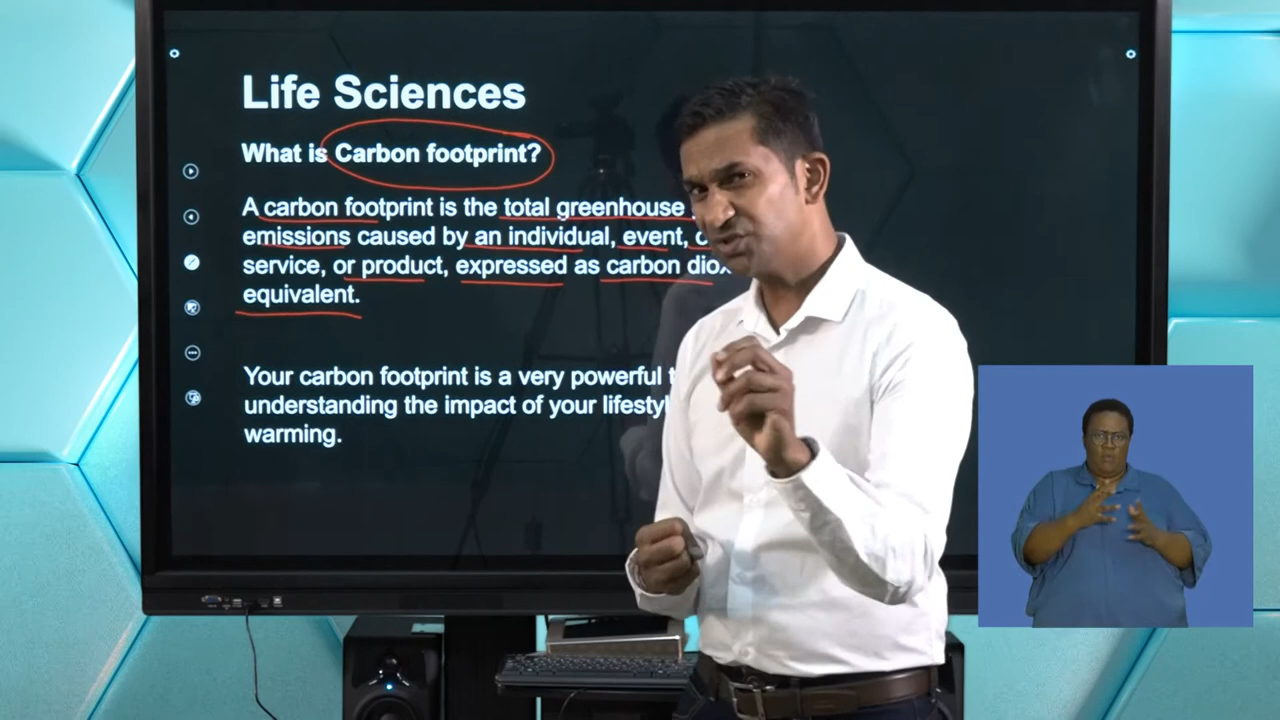 Life Sciences
What is Carbon footprint?
A carbon footprint is the total greenhouse
emissions caused by an individual, event,
service, or product, expressed as carbon
equivalent.
Your carbon footprint is a very powerful
understanding the impact of your
warming.